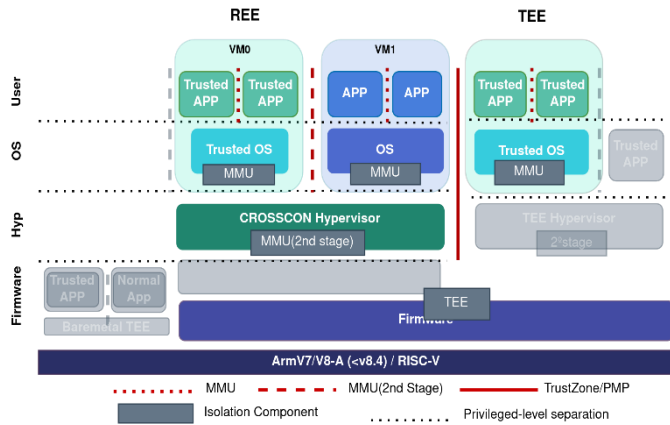 REE
TEE
VM0
VM1
User
Trusted
APP
Trusted
APP
APP
APP
Trusted
APP
Trusted
APP
OS
Trusted OS
MMU
OS
MMU
Trusted OS
MMU
Trusted
APP
Hyp
CROSSCON Hypervisor
MMU(2nd stage)
TEE Hypervisor
Firmware
Trusted
APP
Normal
App
Baremetal TEE
TEE
Firmware
ArmV7/V8-A (<v8.4) / RISC-V
MMU
MMU(2nd Stage)
TrustZone/PMP
Isolation Component
Privileged-level separation